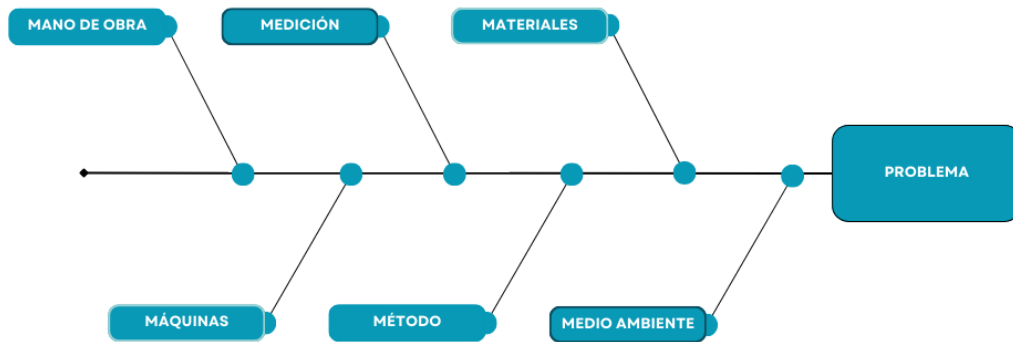 MANO DE OBRA
MEDICIÓN
MATERIALES
PROBLEMA
MÁQUINAS
MÉTODO
MEDIO AMBIENTE